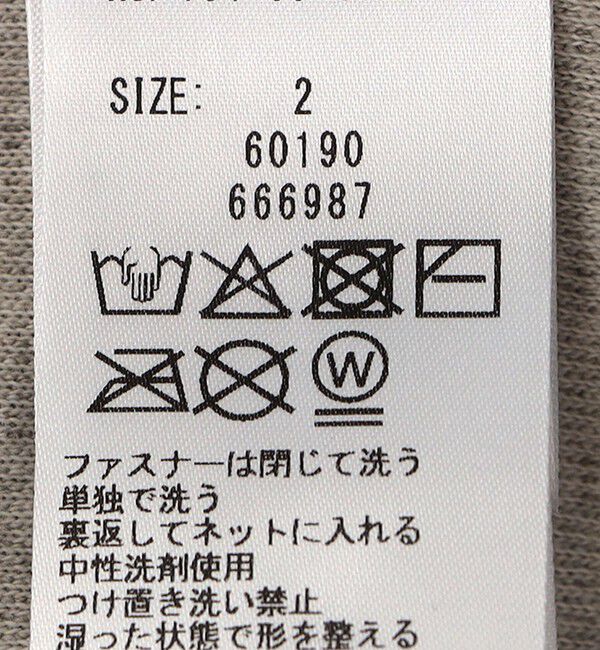 SIZE: 2
60190
666987
W
ファスナーは閉じて洗う
単独で洗う
裏返してネットに入れる
中性洗剤使用
つけ置き洗い禁止
湿った状態で形を整える